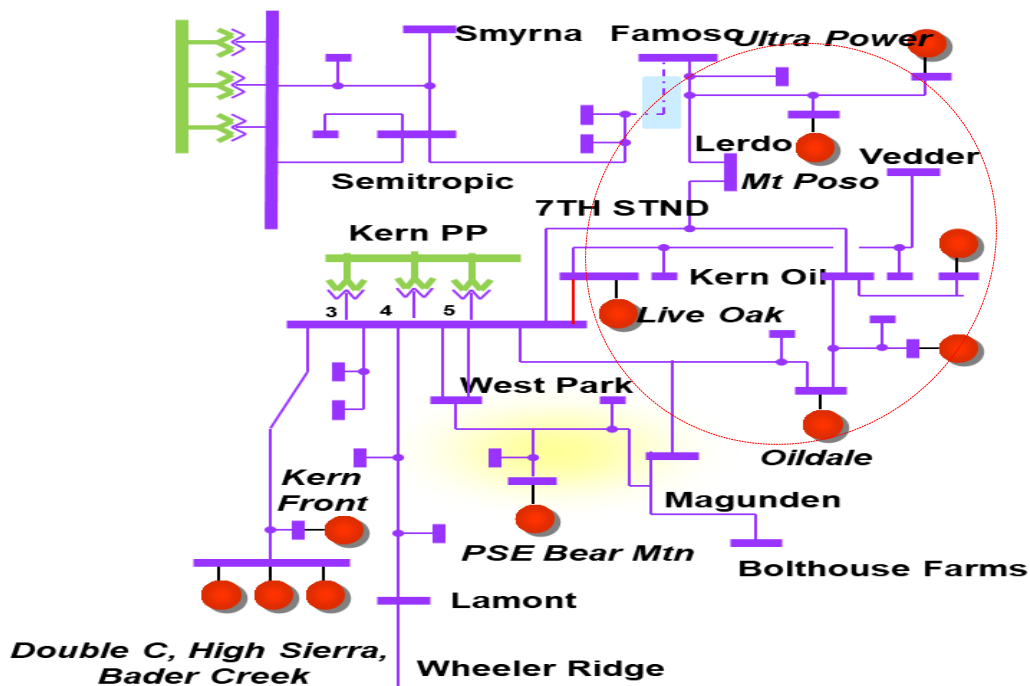 Smyrna
Famoso
Ultra Power
Lerdo
Vedder
Semitropic
Mt Poso
7TH STND
Kern PP
Kern Oil
3
4
5
Live Oak
West Park
Oildale
Kern
Front
Magunden
PSE Bear Mtn
Bolthouse Farms
Lamont
Double C, High Sierra,
Bader Creek
Wheeler Ridge